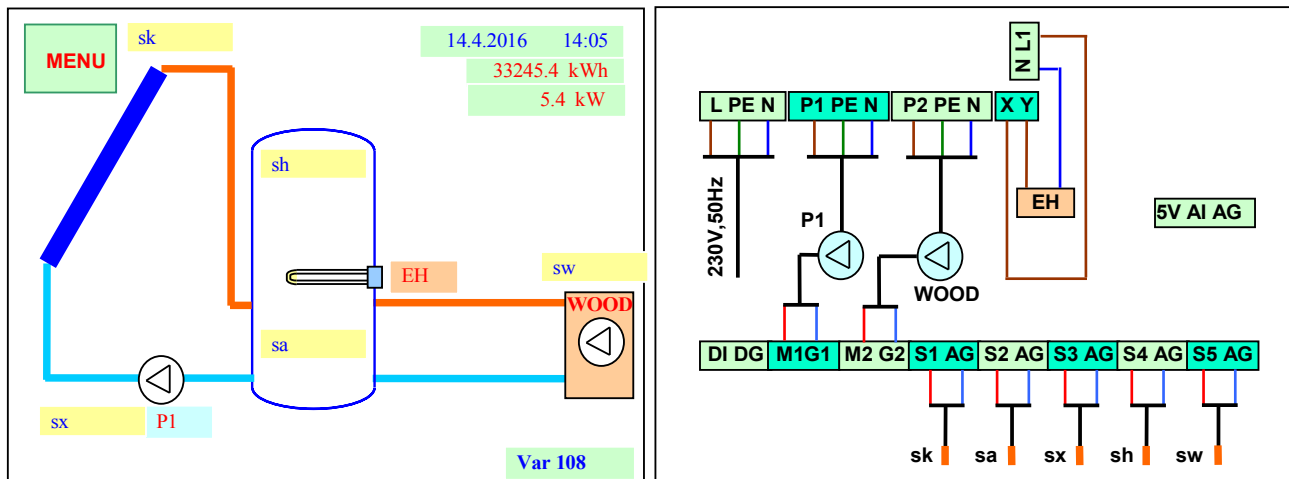 sk
MENU
14.4.2016 14:05
33245.4 kWh
5.4 kW
sh
EH
sw
WOOD
sa
sx
P1
Var 108
N L1
L PE N
P1 PE N
P2 PE N
X Y
230V,50Hz
EH
5V AI AG
P1
WOOD
DI DG
M1G1
M2 G2
S1 AG
S2 AG
S3 AG
S4 AG
S5 AG
sk
sa
sx
sh
sw